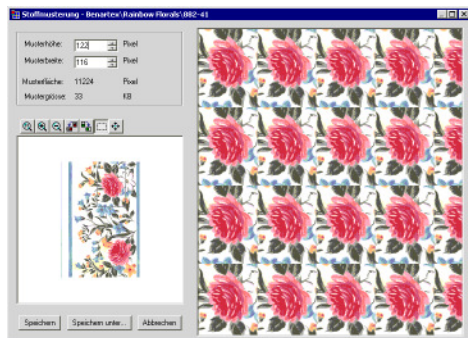 Stoffmusterung - Benartex\Rainbow Florals\882-41
Musterhöhe: 122 Pixel
Musterbreite: 116 Pixel
Musterfläche: 11224 Pixel
Mustergrösse: 33 KB
Speichern Speichern unter... Abbrechen